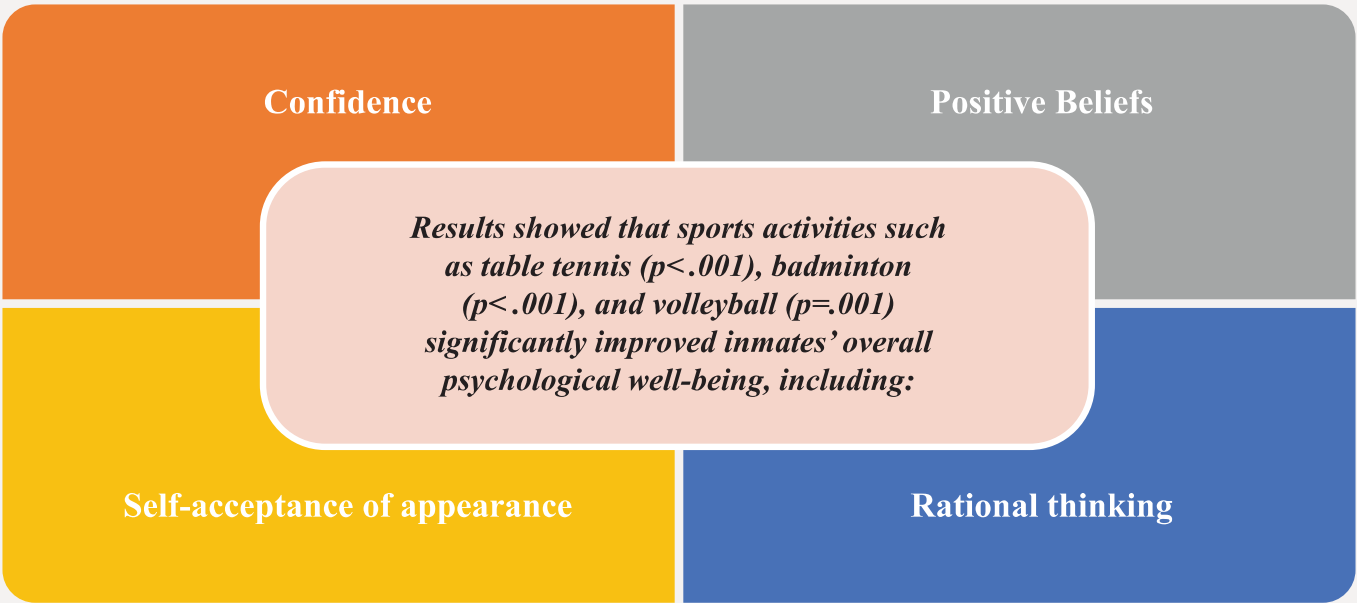 Confidence
Positive Beliefs
Results showed that sports activities such
as table tennis (p< .001), badminton
(p< .001), and volleyball (p=.001)
significantly improved inmates’ overall
psychological well-being, including:
Self-acceptance of appearance
Rational thinking